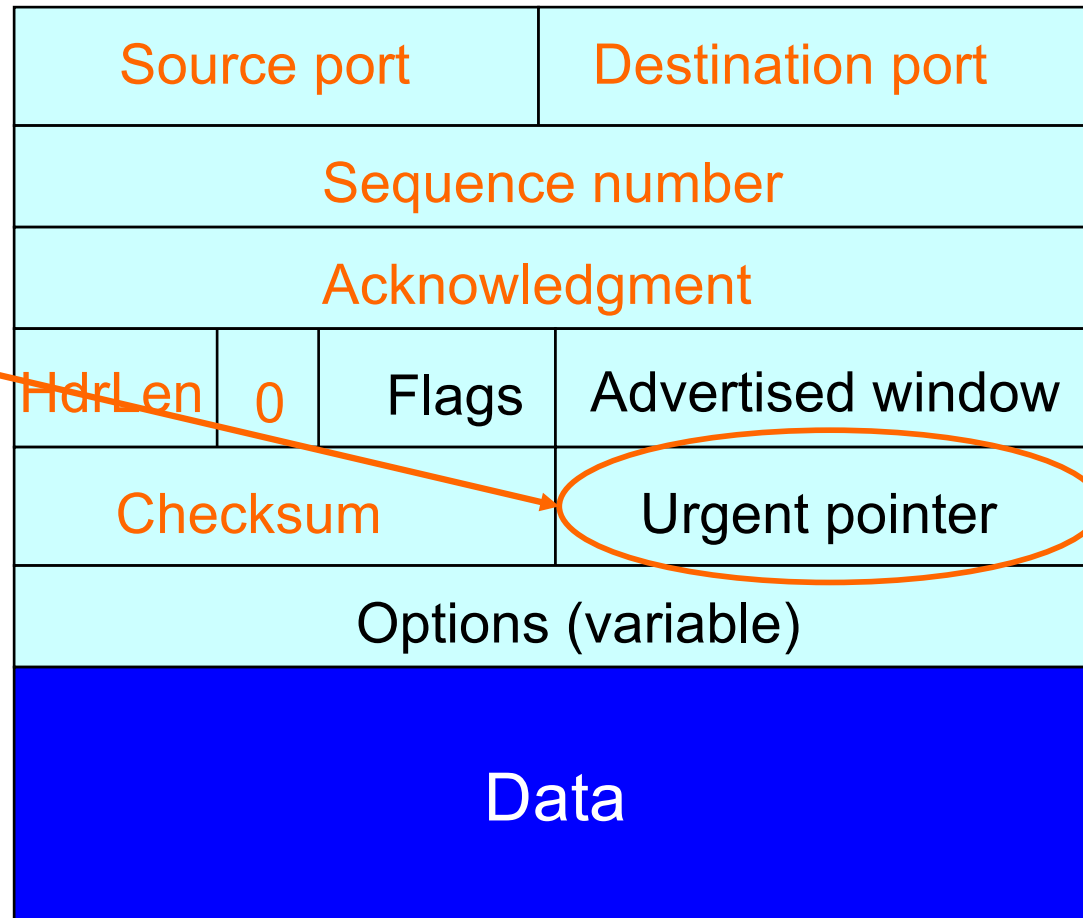 Source port Destination port
Sequence number
Acknowledgment
HdrLen 0 Flags Advertised window
Checksum Urgent pointer
Options (variable)
Data